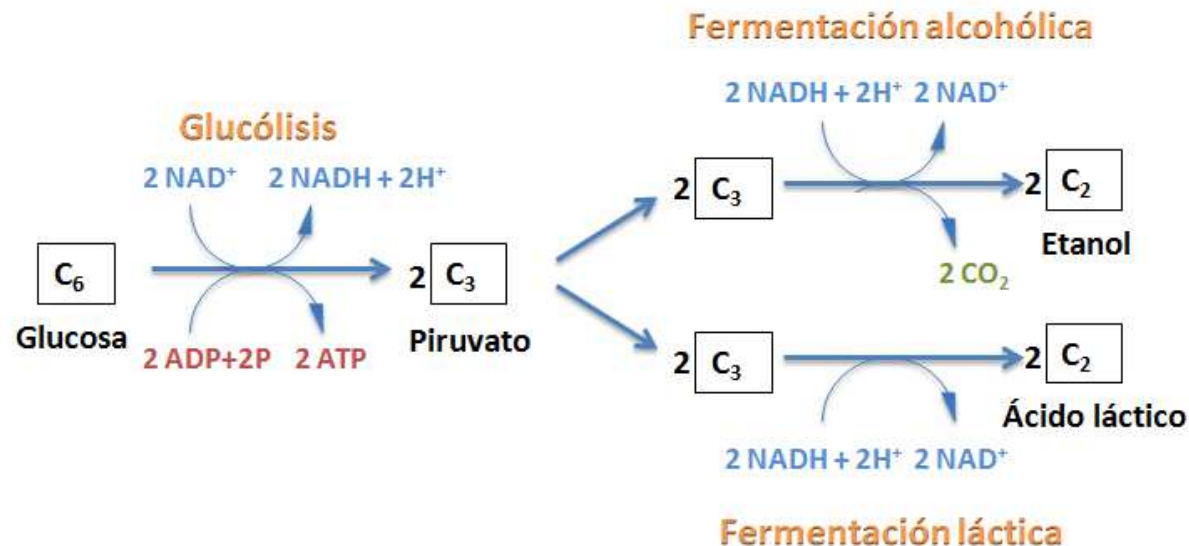 Fermentación alcohólica
2 NADH + 2H⁺ 2 NAD⁺
Glucólisis
2 NAD⁺ 2 NADH + 2H⁺
2 C₃ 2 C₂
Etanol
2 CO₂
C₆ 2 C₃
Glucosa Piruvato
2 ADP+2P 2 ATP
2 C₃ 2 C₂
Ácido láctico
2 NADH + 2H⁺ 2 NAD⁺
Fermentación láctica